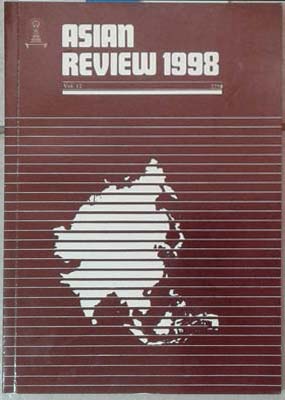 ASIAN
REVIEW 1998
Vol. 12